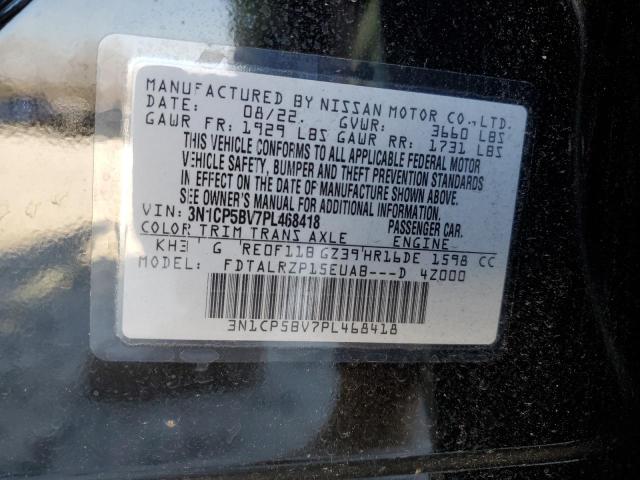 MANUFACTURED BY NISSAN MOTOR CO.,LTD.
DATE: 08/22. GVWR: 3660 LBS
GAWR FR: 1929 LBS GAWR RR: 1731 LBS
THIS VEHICLE CONFORMS TO ALL APPLICABLE FEDERAL MOTOR
VEHICLE SAFETY, BUMPER, AND THEFT PREVENTION STANDARDS
IN EFFECT ON THE DATE OF MANUFACTURE SHOWN ABOVE.
SEE OWNER'S MANUAL FOR ADDITIONAL INFORMATION.
VIN: 3N1CP5BV7PL468418 PASSENGER CAR.
COLOR TRIM TRANS AXLE ENGINE
KH3 G RE0F11B GZ39 HR16DE 1598 CC
MODEL: FDTALRZP15EUAB---D 4Z000
3N1CP5BV7PL468418